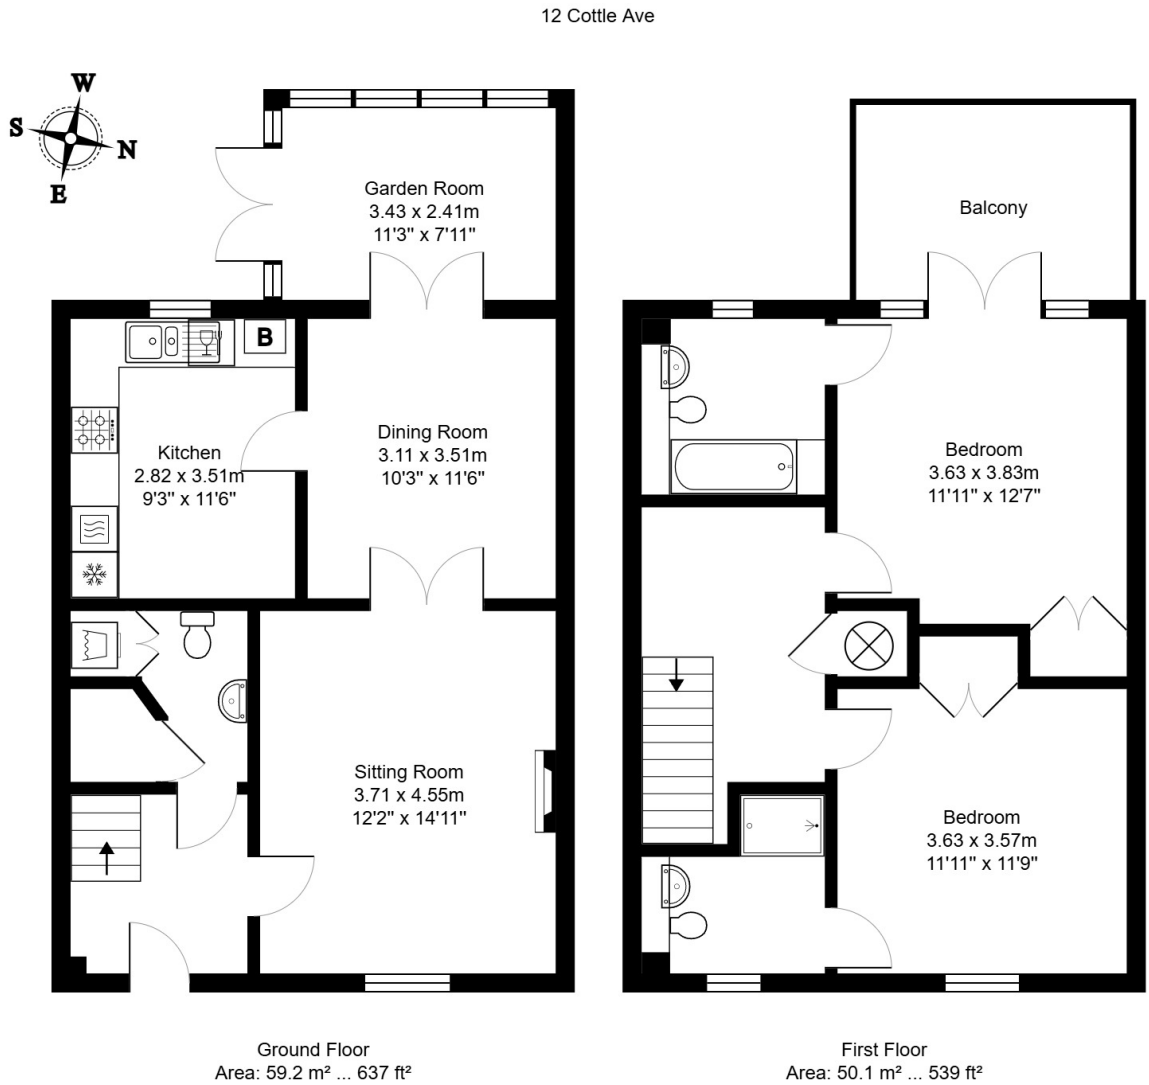 12 Cottle Ave
W
S
N
E
Garden Room
3.43 x 2.41m
11'3" x 7'11"
Balcony
B
Kitchen
2.82 x 3.51m
9'3" x 11'6"
Dining Room
3.11 x 3.51m
10'3" x 11'6"
Bedroom
3.63 x 3.83m
11'11" x 12'7"
Sitting Room
3.71 x 4.55m
12'2" x 14'11"
Bedroom
3.63 x 3.57m
11'11" x 11'9"
Ground Floor
Area: 59.2 m² ... 637 ft²
First Floor
Area: 50.1 m² ... 539 ft²